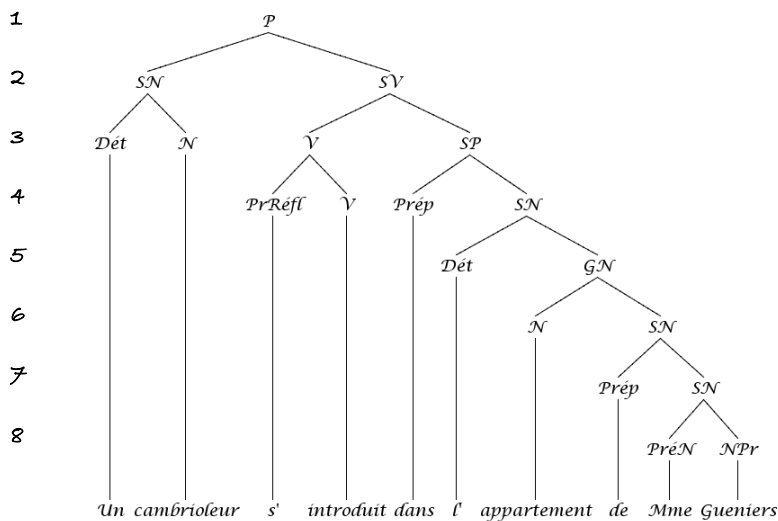 1 P
2 SN SV
3 Dét N V SP
4 PrRéfl V Prép SN
5 Dét GN
6 N SN
7 Prép SN
8 PréN NPr
Un cambrioleur s' introduit dans l' appartement de Mme Gueniers